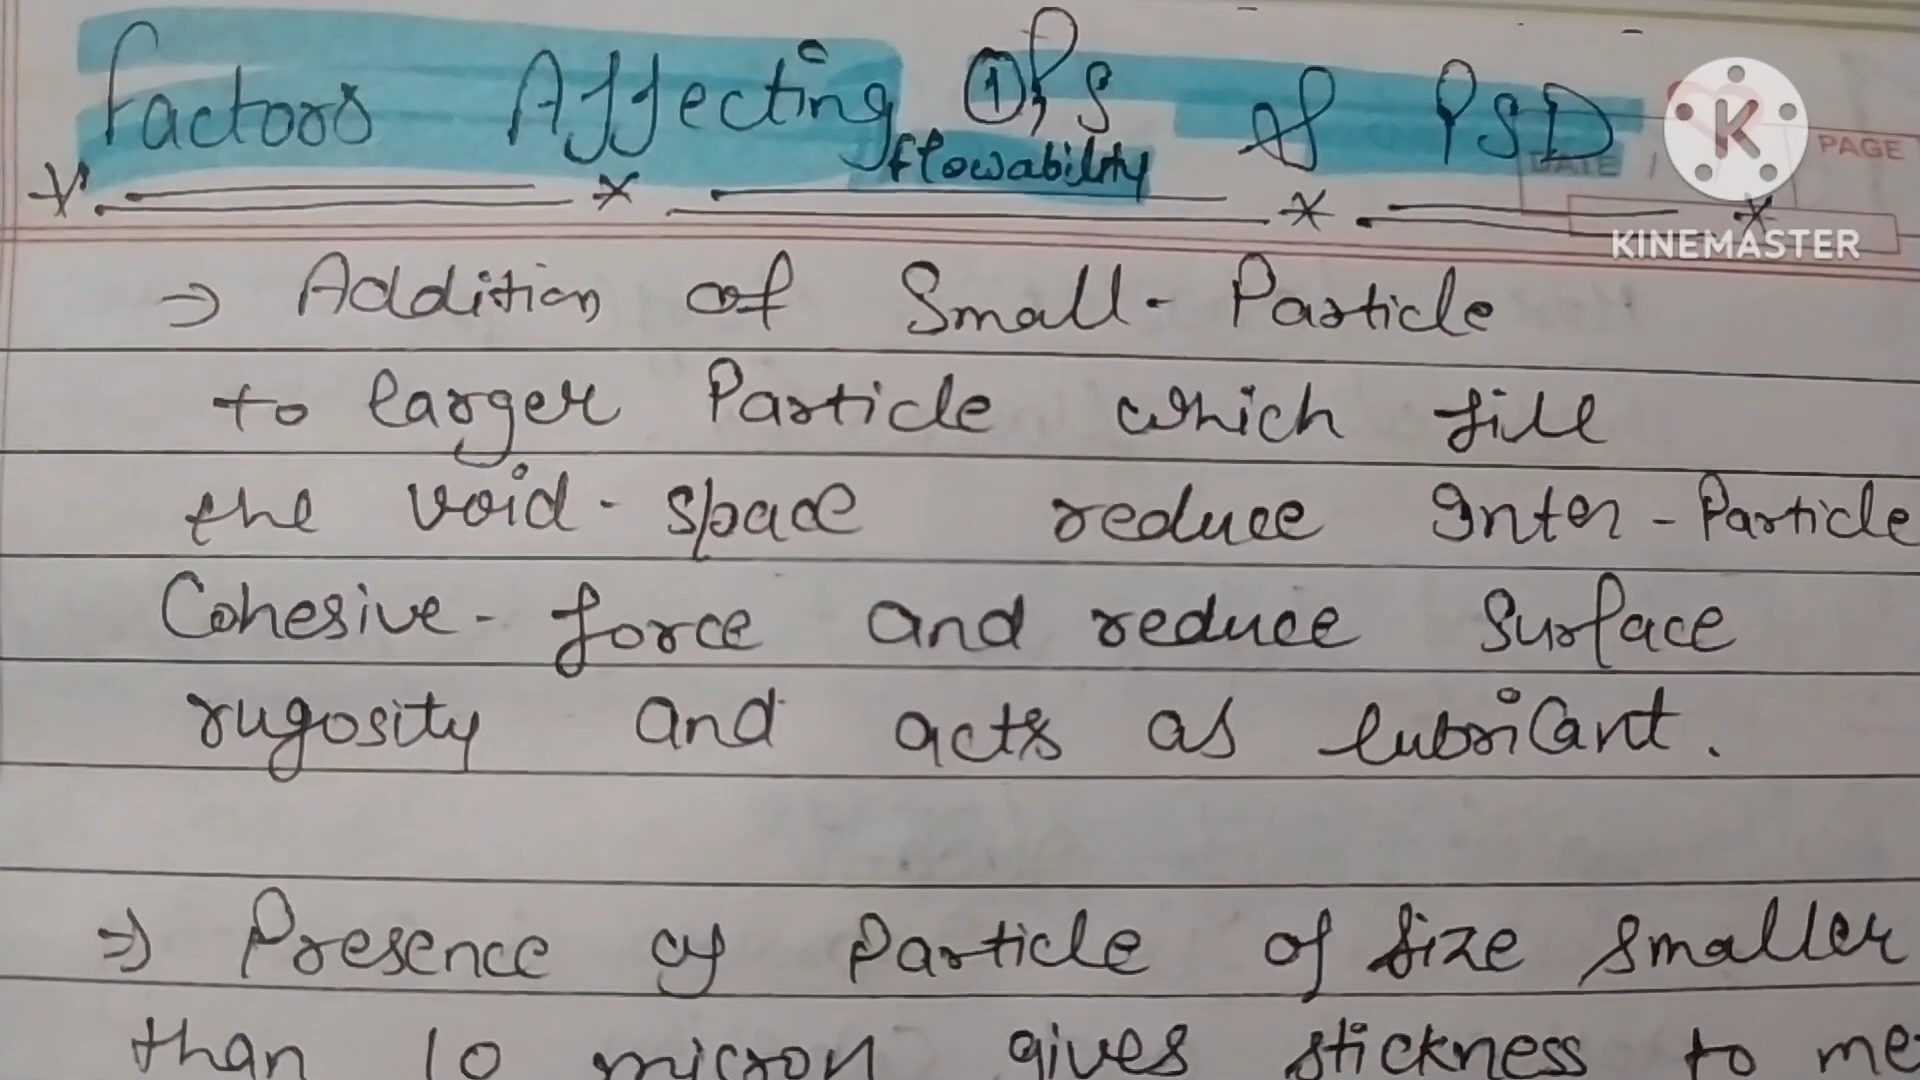 Factors Affecting ① PS & PSD
flowability
PAGE
DATE /
KINEMASTER
⇒ Addition of Small-Particle
to larger Particle which fill
the void-space reduce Inter-Particle
Cohesive-force and reduce Surface
rugosity and acts as lubricant.
⇒ Presence of Particle of Size smaller
than 10 micron gives stickness to me